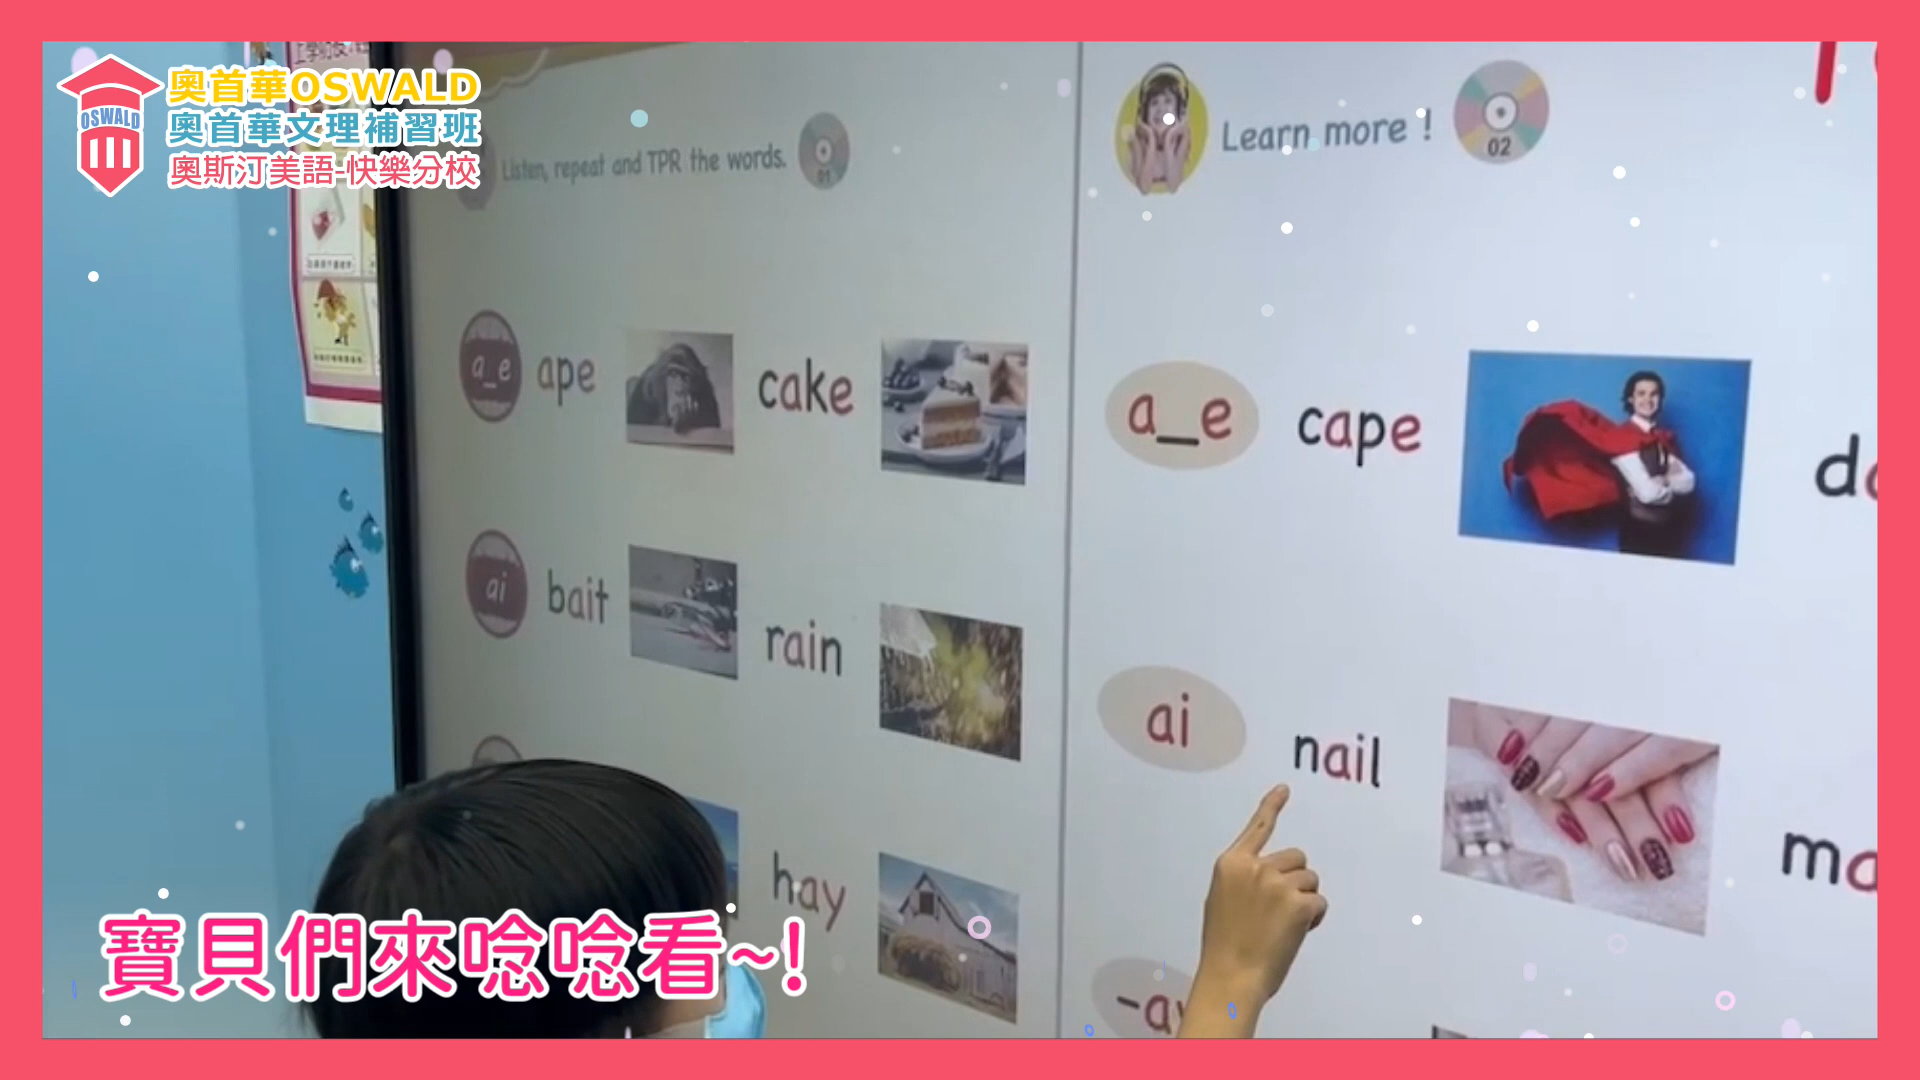 奧首華OSWALD
奧首華文理補習班
奧斯汀美語-快樂分校
OSWALD
Listen, repeat and TPR the words.
01
Learn more !
02
a_e ape cake
a_e cape
ai bait rain
ai nail
hay
寶貝們來唸唸看~!